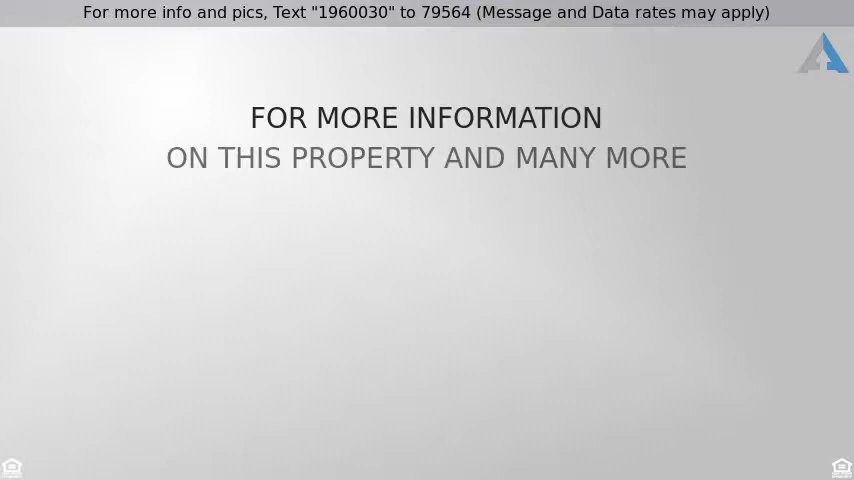 For more info and pics, Text "1960030" to 79564 (Message and Data rates may apply)
FOR MORE INFORMATION
ON THIS PROPERTY AND MANY MORE